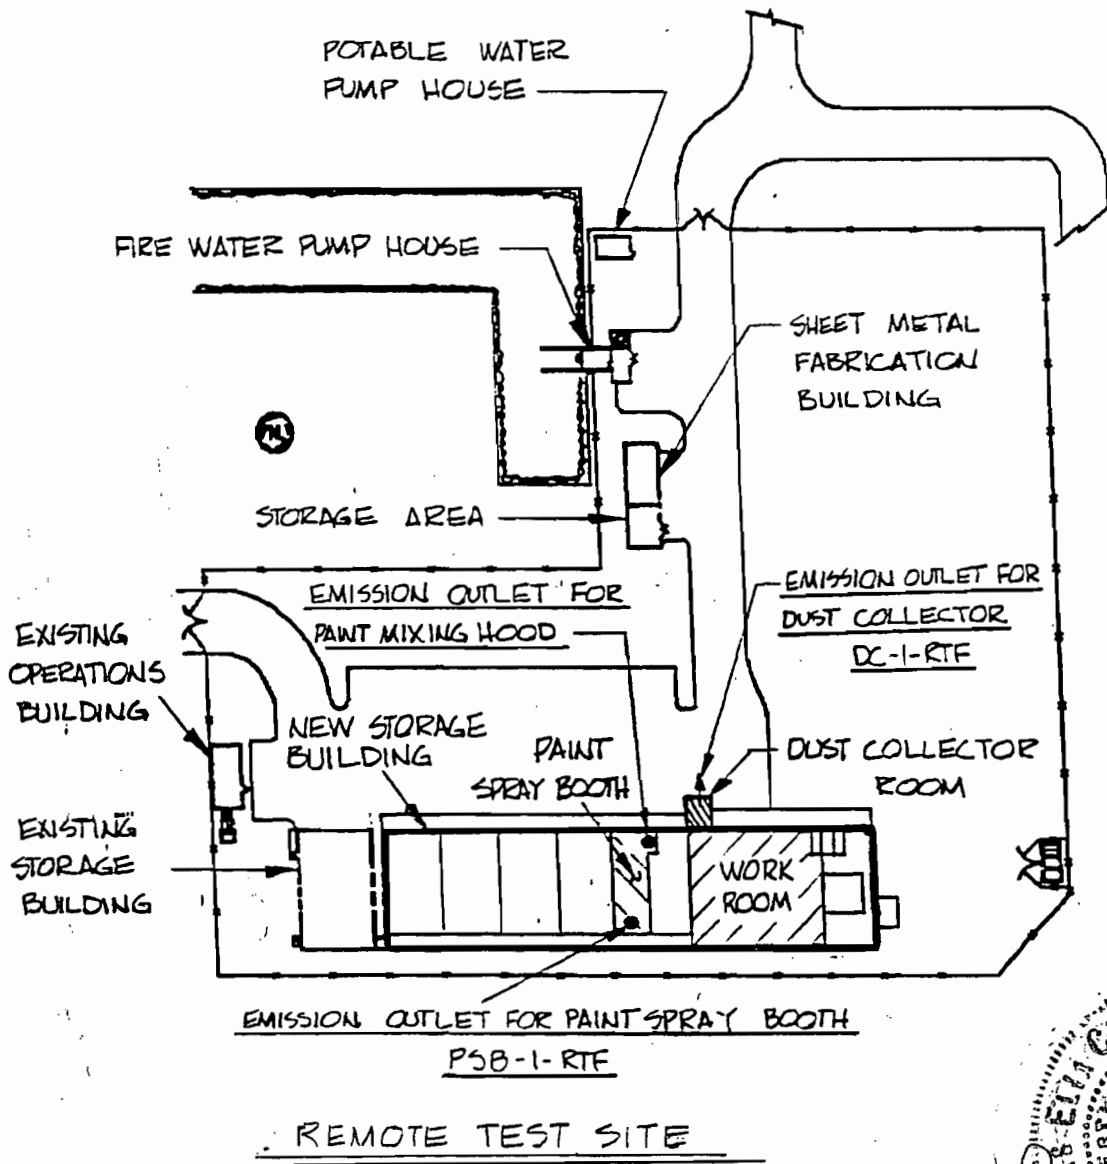 POTABLE WATER
PUMP HOUSE
FIRE WATER PUMP HOUSE
SHEET METAL
FABRICATION
BUILDING
STORAGE AREA
EMISSION OUTLET FOR
PAINT MIXING HOOD
EMISSION OUTLET FOR
DUST COLLECTOR
DC-1-RTF
EXISTING
OPERATIONS
BUILDING
NEW STORAGE
BUILDING
PAINT
SPRAY BOOTH
DUST COLLECTOR
ROOM
EXISTING
STORAGE
BUILDING
WORK
ROOM
EMISSION OUTLET FOR PAINT SPRAY BOOTH
PSB-1-RTF
REMOTE TEST SITE